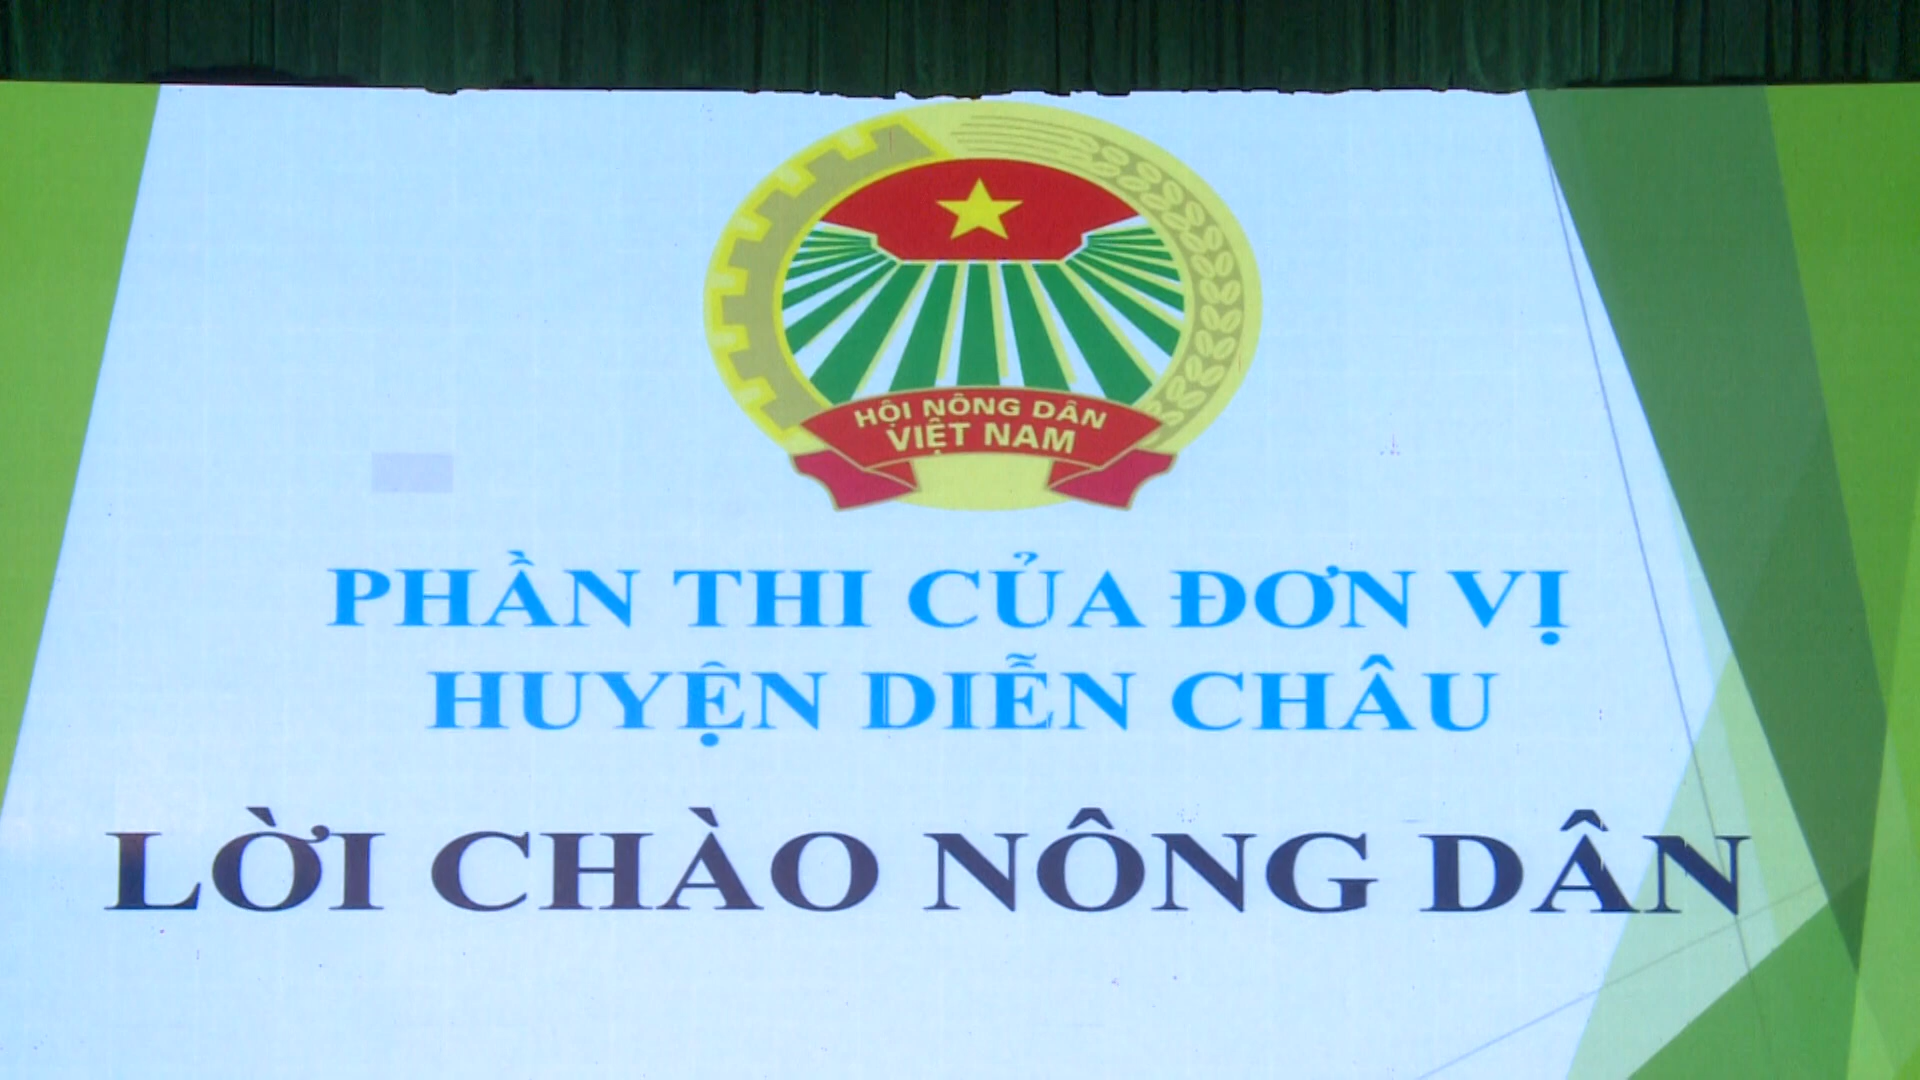 HỘI NÔNG DÂN
VIỆT NAM
PHẦN THI CỦA ĐƠN VỊ
HUYỆN DIỄN CHÂU
LỜI CHÀO NÔNG DÂN